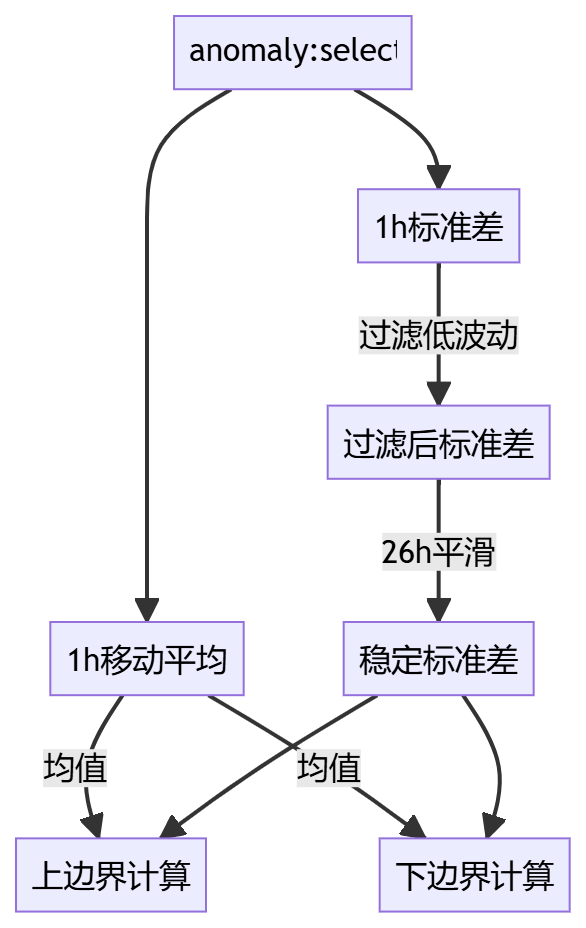 anomaly:select
1h标准差
过滤低波动
过滤后标准差
26h平滑
1h移动平均
稳定标准差
均值
均值
上边界计算
下边界计算